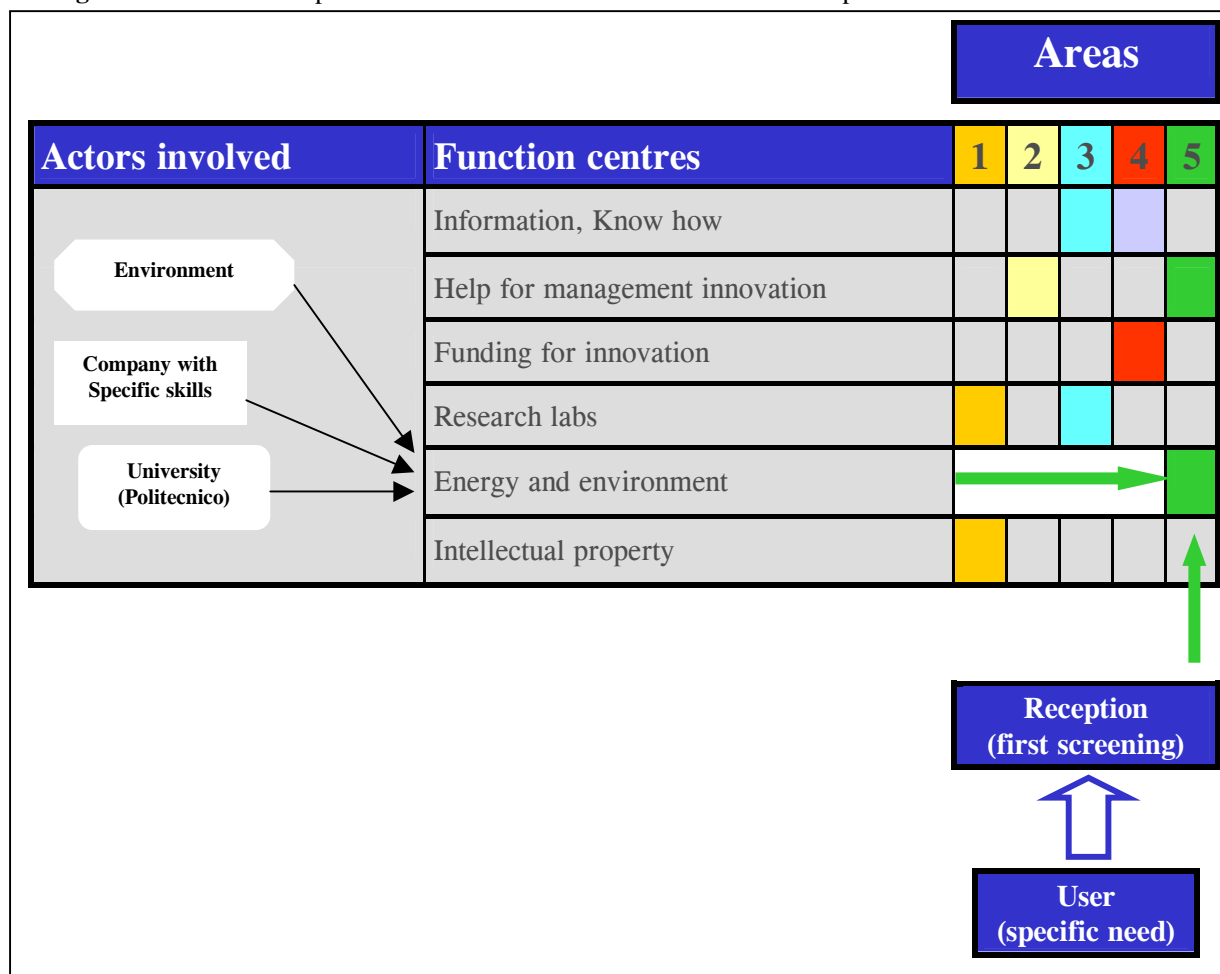 Areas
Actors involved
Function centres
1 2 3 4 5
Information, Know how
Environment
Help for management innovation
Funding for innovation
Company with
Specific skills
Research labs
University
(Politecnico)
Energy and environment
Intellectual property
Reception
(first screening)
User
(specific need)